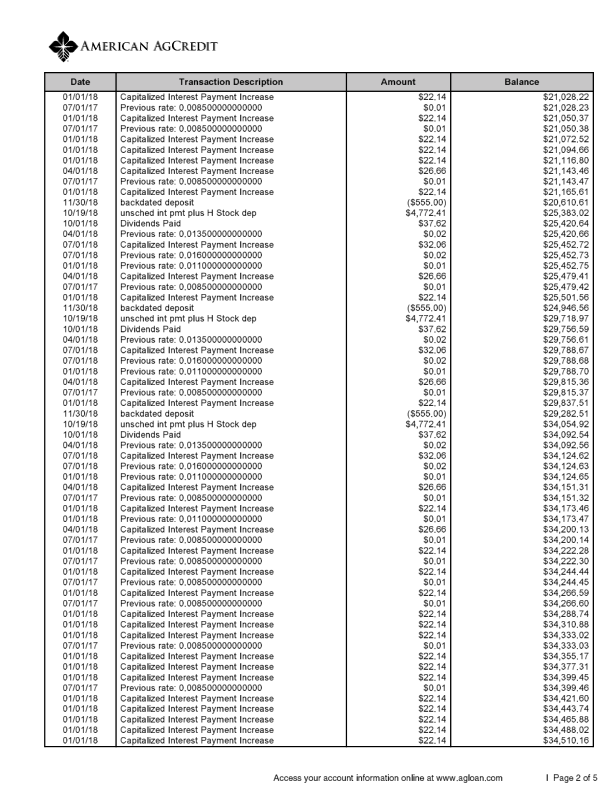 AMERICAN AGCREDIT
Date Transaction Description Amount Balance
01/01/18 Capitalized Interest Payment Increase $22.14 $21,028.22
07/01/17 Previous rate: 0.008500000000000 $0.01 $21,028.23
01/01/18 Capitalized Interest Payment Increase $22.14 $21,050.37
07/01/17 Previous rate: 0.008500000000000 $0.01 $21,050.38
01/01/18 Capitalized Interest Payment Increase $22.14 $21,072.52
01/01/18 Capitalized Interest Payment Increase $22.14 $21,094.66
01/01/18 Capitalized Interest Payment Increase $22.14 $21,116.80
04/01/18 Capitalized Interest Payment Increase $26.66 $21,143.46
07/01/17 Previous rate: 0.008500000000000 $0.01 $21,143.47
01/01/18 Capitalized Interest Payment Increase $22.14 $21,165.61
11/30/18 backdated deposit ($555.00) $20,610.61
10/19/18 unsched int pmt plus H Stock dep $4,772.41 $25,383.02
10/01/18 Dividends Paid $37.62 $25,420.64
04/01/18 Previous rate: 0.013500000000000 $0.02 $25,420.66
07/01/18 Capitalized Interest Payment Increase $32.06 $25,452.72
07/01/18 Previous rate: 0.016000000000000 $0.02 $25,452.73
01/01/18 Previous rate: 0.011000000000000 $0.01 $25,452.75
04/01/18 Capitalized Interest Payment Increase $26.66 $25,479.41
07/01/17 Previous rate: 0.008500000000000 $0.01 $25,479.42
01/01/18 Capitalized Interest Payment Increase $22.14 $25,501.56
11/30/18 backdated deposit ($555.00) $24,946.56
10/19/18 unsched int pmt plus H Stock dep $4,772.41 $29,718.97
10/01/18 Dividends Paid $37.62 $29,756.59
04/01/18 Previous rate: 0.013500000000000 $0.02 $29,756.61
07/01/18 Capitalized Interest Payment Increase $32.06 $29,788.67
07/01/18 Previous rate: 0.016000000000000 $0.02 $29,788.68
01/01/18 Previous rate: 0.011000000000000 $0.02 $29,788.70
04/01/18 Capitalized Interest Payment Increase $26.66 $29,815.36
07/01/17 Previous rate: 0.008500000000000 $0.01 $29,815.37
01/01/18 Capitalized Interest Payment Increase $22.14 $29,837.51
11/30/18 backdated deposit ($555.00) $29,282.51
10/19/18 unsched int pmt plus H Stock dep $4,772.41 $34,054.92
10/01/18 Dividends Paid $37.62 $34,092.54
04/01/18 Previous rate: 0.013500000000000 $0.02 $34,092.56
07/01/18 Capitalized Interest Payment Increase $32.06 $34,124.62
07/01/18 Previous rate: 0.016000000000000 $0.02 $34,124.63
01/01/18 Previous rate: 0.011000000000000 $0.01 $34,124.65
04/01/18 Capitalized Interest Payment Increase $26.66 $34,151.31
07/01/17 Previous rate: 0.008500000000000 $0.01 $34,151.32
01/01/18 Capitalized Interest Payment Increase $22.14 $34,173.46
01/01/18 Previous rate: 0.011000000000000 $0.01 $34,173.47
04/01/18 Capitalized Interest Payment Increase $26.66 $34,200.13
07/01/17 Previous rate: 0.008500000000000 $0.01 $34,200.14
01/01/18 Capitalized Interest Payment Increase $22.14 $34,222.28
07/01/17 Previous rate: 0.008500000000000 $0.01 $34,222.30
01/01/18 Capitalized Interest Payment Increase $22.14 $34,244.44
07/01/17 Previous rate: 0.008500000000000 $0.01 $34,244.45
01/01/18 Capitalized Interest Payment Increase $22.14 $34,266.59
07/01/17 Previous rate: 0.008500000000000 $0.01 $34,266.60
01/01/18 Capitalized Interest Payment Increase $22.14 $34,288.74
01/01/18 Capitalized Interest Payment Increase $22.14 $34,310.88
01/01/18 Capitalized Interest Payment Increase $22.14 $34,333.02
07/01/17 Previous rate: 0.008500000000000 $0.01 $34,333.03
01/01/18 Capitalized Interest Payment Increase $22.14 $34,355.17
01/01/18 Capitalized Interest Payment Increase $22.14 $34,377.31
01/01/18 Capitalized Interest Payment Increase $22.14 $34,399.45
07/01/17 Previous rate: 0.008500000000000 $0.01 $34,399.46
01/01/18 Capitalized Interest Payment Increase $22.14 $34,421.60
01/01/18 Capitalized Interest Payment Increase $22.14 $34,443.74
01/01/18 Capitalized Interest Payment Increase $22.14 $34,465.88
01/01/18 Capitalized Interest Payment Increase $22.14 $34,488.02
01/01/18 Capitalized Interest Payment Increase $22.14 $34,510.16
Access your account information online at www.agloan.com | Page 2 of 5